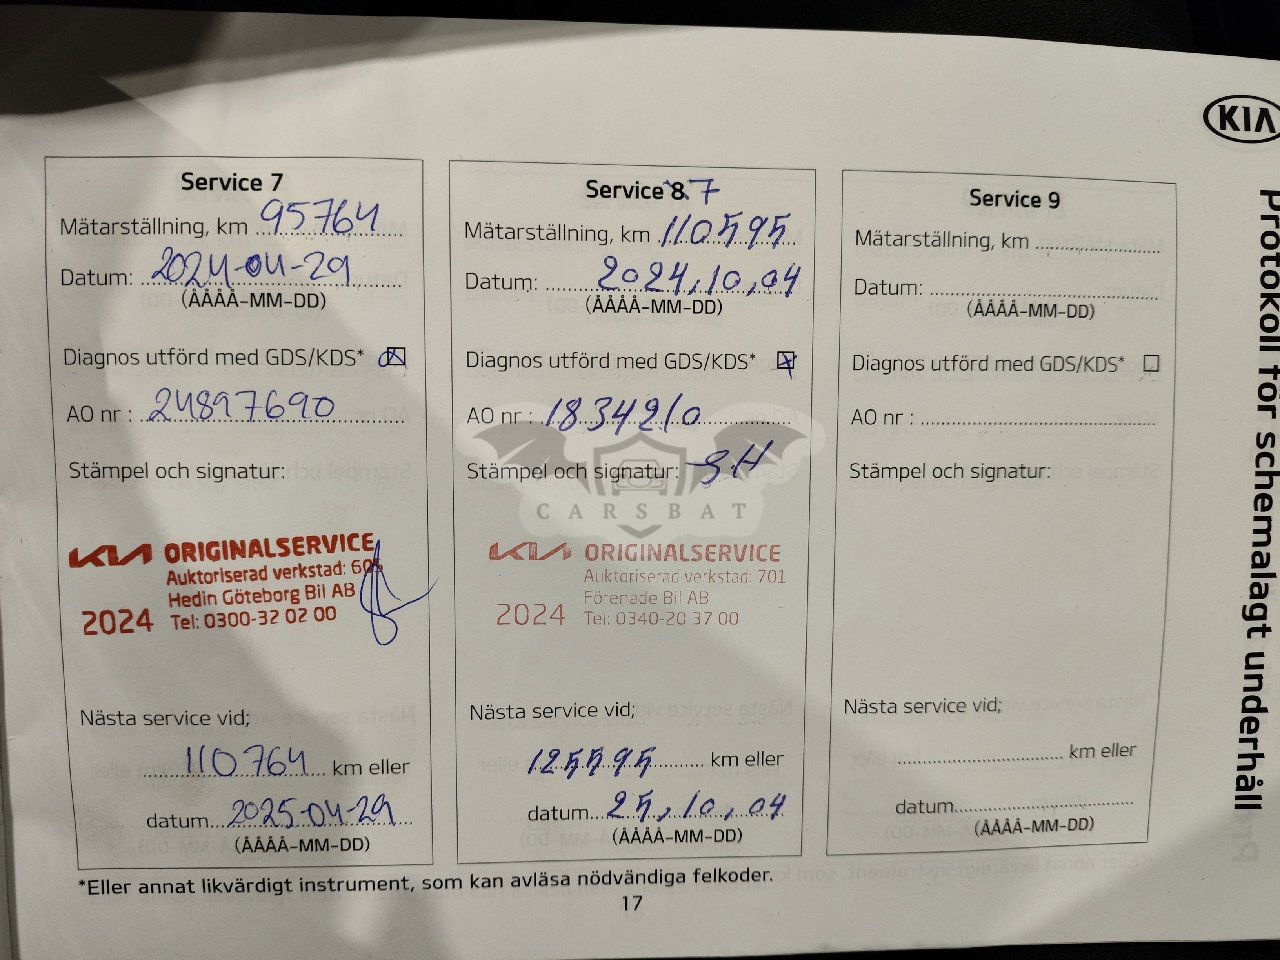 KIA
Protokoll för schemalagt underhåll
Service 7
Mätarställning, km 95764
Datum: 2024-04-29
(ÅÅÅÅ-MM-DD)
Diagnos utförd med GDS/KDS*
AO nr : 24897690
Stämpel och signatur:
KIA ORIGINALSERVICE
Auktoriserad verkstad: 605
Hedin Göteborg Bil AB
2024 Tel: 0300-32 02 00
Nästa service vid;
110764 km eller
datum 2025-04-29
(ÅÅÅÅ-MM-DD)
Service 8 7
Mätarställning, km 110595
Datum: 2024,10,04
(ÅÅÅÅ-MM-DD)
Diagnos utförd med GDS/KDS*
AO nr : 1834210
Stämpel och signatur: SH
CARSBAT
KIA ORIGINALSERVICE
Auktoriserad verkstad: 701
Förenade Bil AB
2024 Tel: 0340-20 37 00
Nästa service vid;
125595 km eller
datum 25,10,04
(ÅÅÅÅ-MM-DD)
Service 9
Mätarställning, km
Datum:
(ÅÅÅÅ-MM-DD)
Diagnos utförd med GDS/KDS*
AO nr :
Stämpel och signatur:
Nästa service vid;
km eller
datum
(ÅÅÅÅ-MM-DD)
*Eller annat likvärdigt instrument, som kan avläsa nödvändiga felkoder.
17